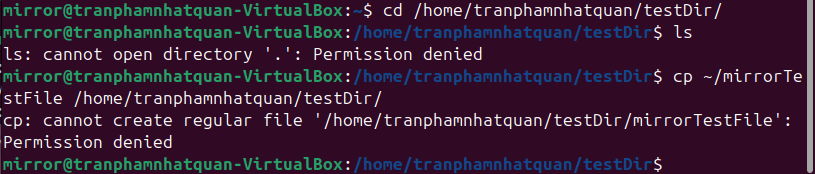 mirror@tranphamnhatquan-VirtualBox:~$ cd /home/tranphamnhatquan/testDir/
mirror@tranphamnhatquan-VirtualBox:/home/tranphamnhatquan/testDir$ ls
ls: cannot open directory '.': Permission denied
mirror@tranphamnhatquan-VirtualBox:/home/tranphamnhatquan/testDir$ cp ~/mirrorTe
stFile /home/tranphamnhatquan/testDir/
cp: cannot create regular file '/home/tranphamnhatquan/testDir/mirrorTestFile':
Permission denied
mirror@tranphamnhatquan-VirtualBox:/home/tranphamnhatquan/testDir$